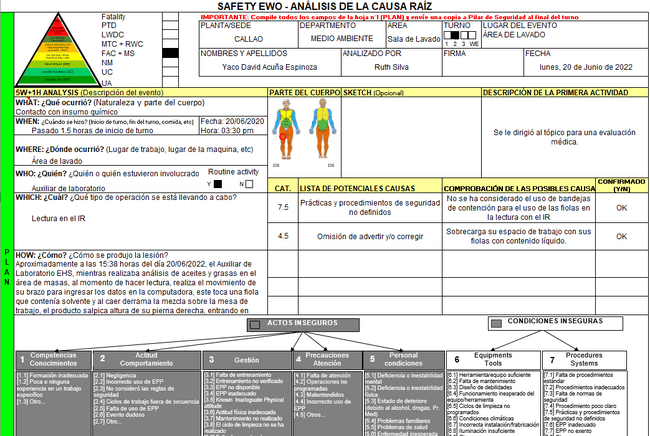 SAFETY EWO - ANÁLISIS DE LA CAUSA RAÍZ
Fatality
PTD
LWDC
MTC + RWC
FAC + MS
NM
UC
UA
IMPORTANTE: Compile todos los campos de la hoja n°1 (PLAN) y envíe una copia a Pilar de Seguridad al final del turno
PLANTA/SEDE
CALLAO
DEPARTMENTO
MEDIO AMBIENTE
ÁREA
Sala de Lavado
TURNO
1 2 3 WE
LUGAR DEL EVENTO
ÁREA DE LAVADO
NOMBRES Y APELLIDOS
Yaco David Acuña Espinoza
ANALIZADO POR
Ruth Silva
FIRMA
FECHA
lunes, 20 de Junio de 2022
5W+1H ANALYSIS (Descripción del evento)
WHAT: ¿Qué ocurrió? (Naturaleza y parte del cuerpo)
Contacto con insumo químico
WHEN: ¿Cuándo se hizo? (Inicio de turno, fin del turno, comida, etc)
Pasado 1.5 horas de inicio de turno
Fecha: 20/06/2020
Hora: 03:30 pm
WHERE: ¿Dónde ocurrió? (Lugar de trabajo, lugar de la maquina, etc)
Área de lavado
WHO: ¿Quién? ¿Quién o quién estuvieron involucrado
Auxiliar de laboratorio
Routine activity
Y N
WHICH: ¿Cuál? ¿Qué tipo de operación se está llevando a cabo?
Lectura en el IR
HOW: ¿Cómo? ¿Cómo se produjo la lesión?
Aproximadamente a las 15:38 horas del día 20/06/2022, el Auxiliar de
Laboratorio EHS, mientras realizaba análisis de aceites y grasas en el
área de masas, al momento de hacer lectura, realiza el movimiento de
su brazo para ingresar los datos en la computadora, este toca una fiola
que contenía solvente y al caer derrama la mezcla sobre la mesa de
trabajo, el producto salpica altura de su pierna derecha, entrando en
PARTE DEL CUERPO
DS
DS
SKETCH (Opcional)
DESCRIPCIÓN DE LA PRIMERA ACTIVIDAD
Se le dirigió al tópico para una evaluación
médica.
CAT.
LISTA DE POTENCIALES CAUSAS
COMPROBACIÓN DE LAS POSIBLES CAUSA
CONFIRMADO
(Y/N)
7.5
Prácticas y procedimientos de seguridad
no definidos
No se ha considerado el uso de bandejas
de contención para el uso de las fiolas en
la lectura con el IR
OK
4.5
Omisión de advertir y/o corregir
Sobrecarga su espacio de trabajo con sus
fiolas con contenido líquido.
OK
P
L
A
N
ACTOS INSEGUROS
CONDICIONES INSEGURAS
1 Competencias
Conocimientos
[1.1] Formación inadecuada
[1.2] Poca o ninguna
experiencia en un trabajo
específico
[1.3] Otro...
2 Actitud
Comportamiento
[2.1] Negligencia
[2.2] Incorrecto uso de EPP
[2.3] No consideró las reglas de
seguridad
[2.4] Ciclos de trabajo fuera de secuencia
[2.5] Falta de uso de EPP
[2.6] Evento dudoso
[2.7] Otro...
3 Gestión
[3.1] Falta de entrenamiento
[3.2] Entrenamiento no verificado
[3.3] EPP no disponible
[3.4] EPP inadecuado
[3.5] Known Inadeguate Physical
attitude
[3.6] Actitud física inadecuada
[3.7] Mantenimiento no realizado
[3.8] El ciclo de limpieza no se ha
realizado
4 Precauciones
Atención
[4.1] Falta de atención
[4.2] Operaciones no
programadas
[4.3] Malentendidos
[4.4] Incorrecto uso de
EPP
[4.5] Otros...
5 Personal
conditions
[5.1] Deficiencia o inestabilidad
mental
[5.2] Deficiencia o inestabilidad
física
[5.3] Estado de deterioro
(debido al alcohol, drogas, Pr.
Med)
[5.4] Problemas familiares
[5.5] Problemas de salud
[5.6] Enfermedad inesperada
6 Equipments
Tools
[6.1] Herramienta/equipo suficiente
[6.2] Falta de mantenimiento
[6.3] Diseño de debilidades
[6.4] Funcionamiento inesperado del
equipo/herramienta
[6.5] Ciclos de limpieza no
programados
[6.6] Condiciones climáticas
[6.7] Incorrecta instalación/fabricación
[6.8] Iluminación insuficiente
7 Procedures
Systems
[7.1] Falta de procedimiento
estándar
[7.2] Procedimientos inadecuados
[7.3] Falta de normas de
seguridad
[7.4] Procedimiento poco claro
[7.5] Prácticas y procedimientos
de seguridad no definidos
[7.6] EPP inadecuado
[7.7] EPP no exento